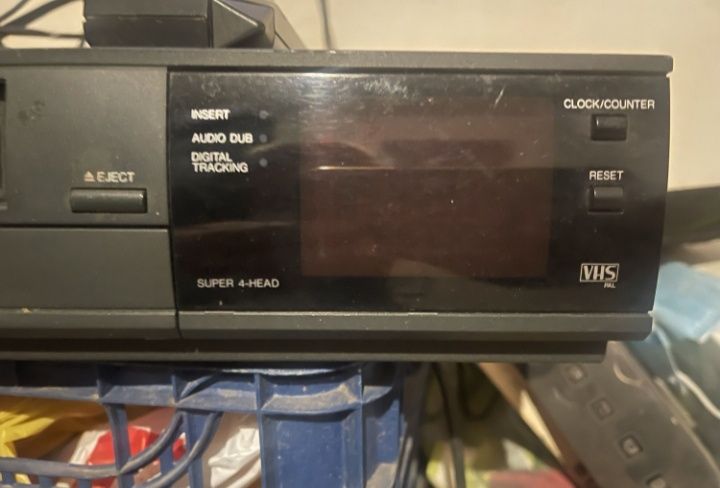 INSERT
AUDIO DUB
DIGITAL
TRACKING
CLOCK/COUNTER
⏏ EJECT
RESET
SUPER 4-HEAD
VHS
PAL